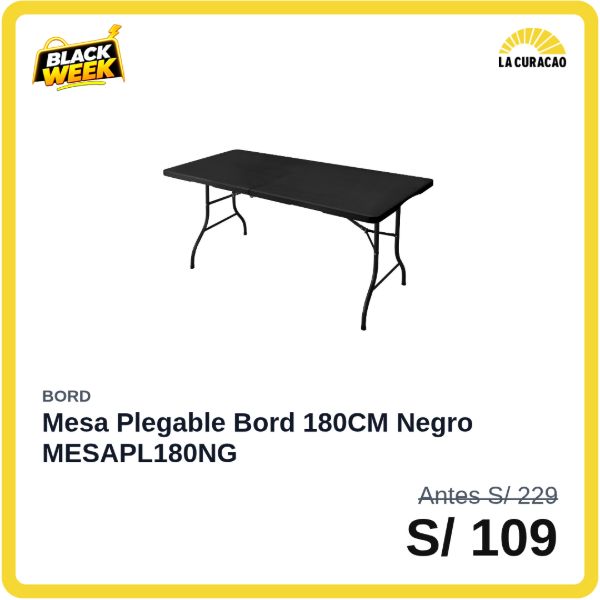 BLACK
WEEK
LA CURACAO
BORD
Mesa Plegable Bord 180CM Negro
MESAPL180NG
Antes S/ 229
S/ 109